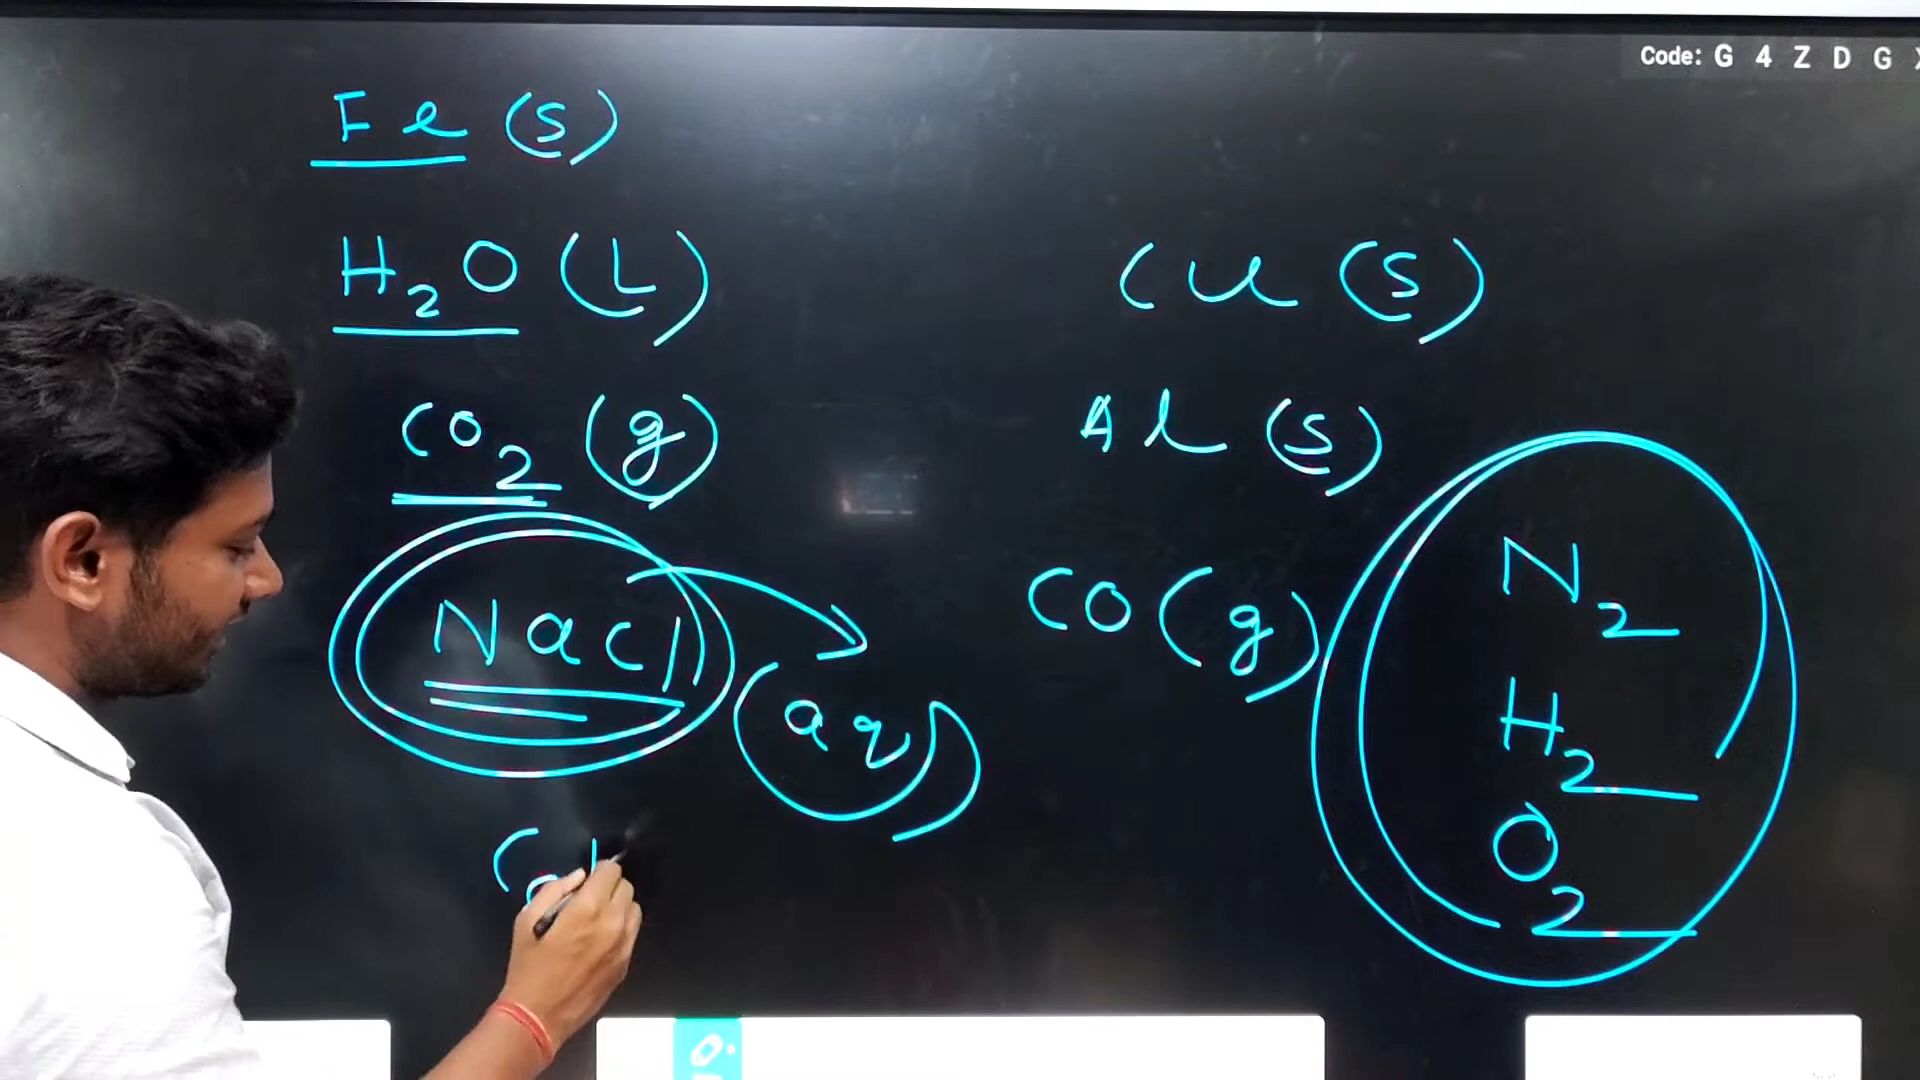 Code: G 4 Z D G
Fe (s)
H2O (L)
CO2 (g)
NaCl
(aq)
Cu (s)
Al (s)
CO (g)
N2
H2
O2